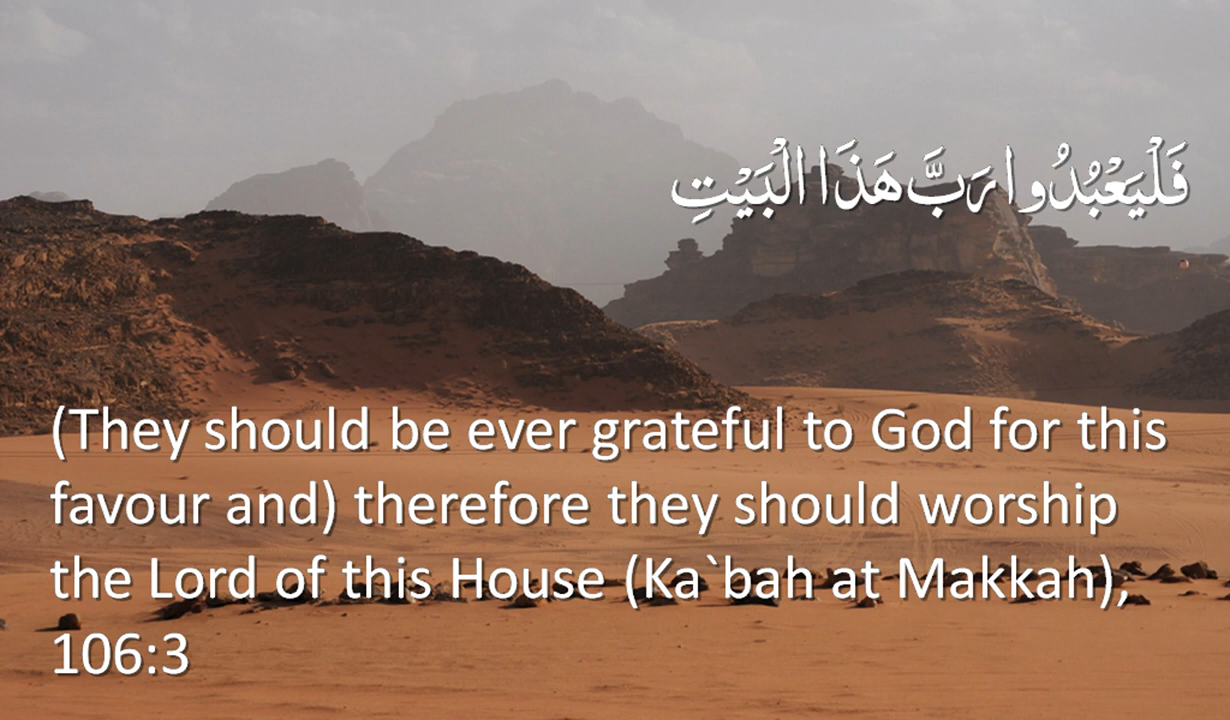 فَلْيَعْبُدُوا رَبَّ هَذَا الْبَيْتِ
(They should be ever grateful to God for this
favour and) therefore they should worship
the Lord of this House (Ka`bah at Makkah),
106:3